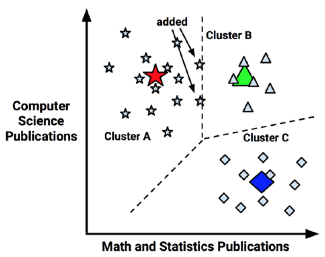 added
Cluster B
Computer
Science
Publications
Cluster A
Cluster C
Math and Statistics Publications